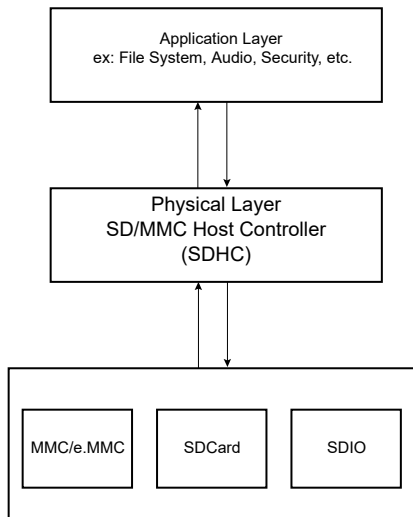 Application Layer
ex: File System, Audio, Security, etc.
Physical Layer
SD/MMC Host Controller
(SDHC)
MMC/e.MMC
SDCard
SDIO